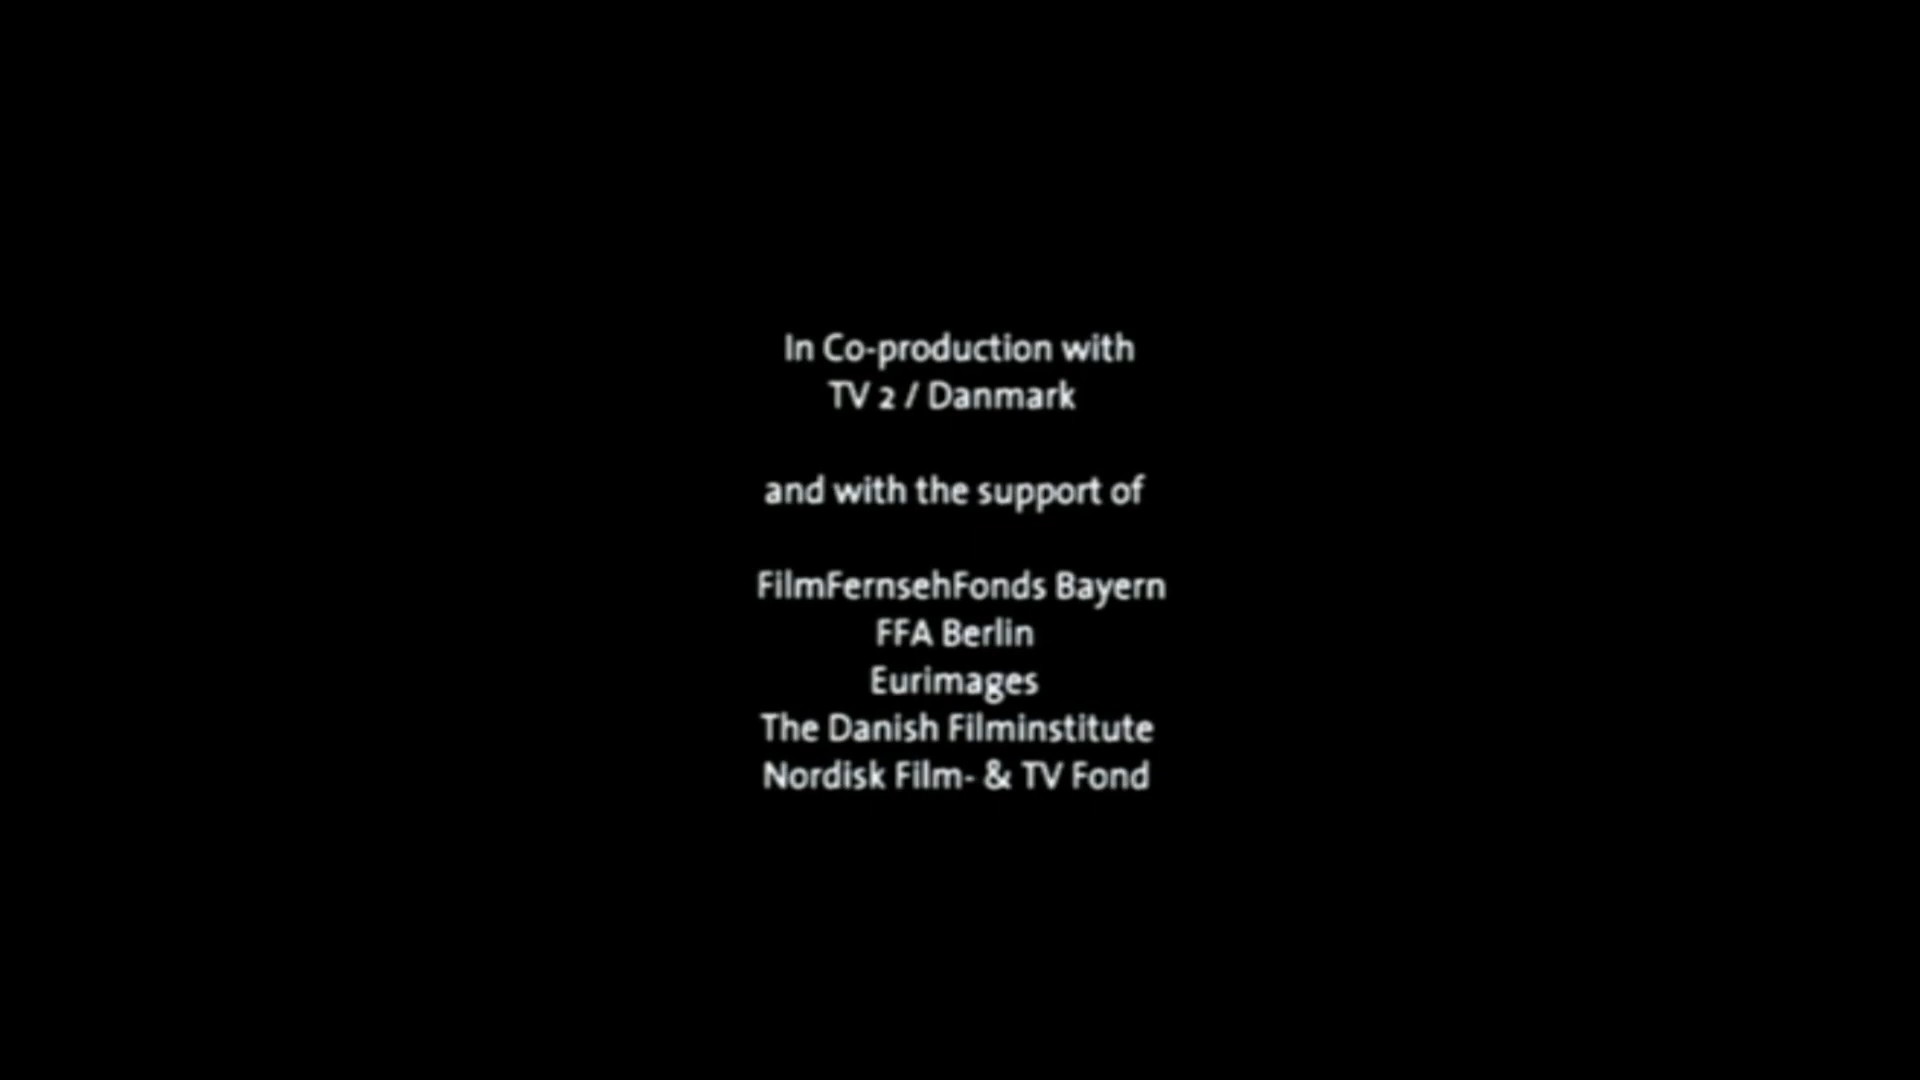 In Co-production with
TV 2 / Danmark
and with the support of
FilmFernsehFonds Bayern
FFA Berlin
Eurimages
The Danish Filminstitute
Nordisk Film- & TV Fond